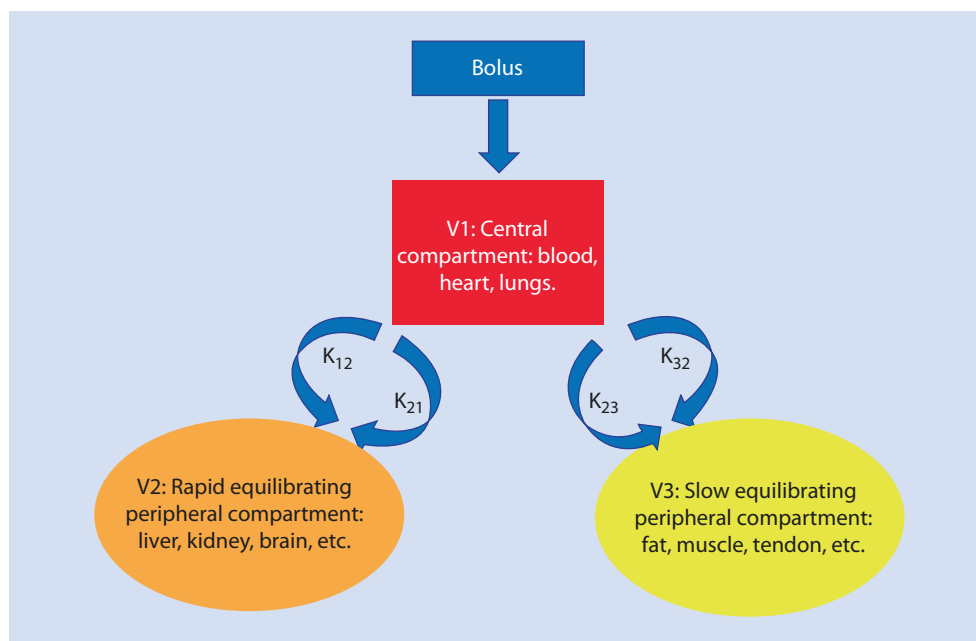 Bolus
V1: Central
compartment: blood,
heart, lungs.
K12
K21
K23
K32
V2: Rapid equilibrating
peripheral compartment:
liver, kidney, brain, etc.
V3: Slow equilibrating
peripheral compartment:
fat, muscle, tendon, etc.